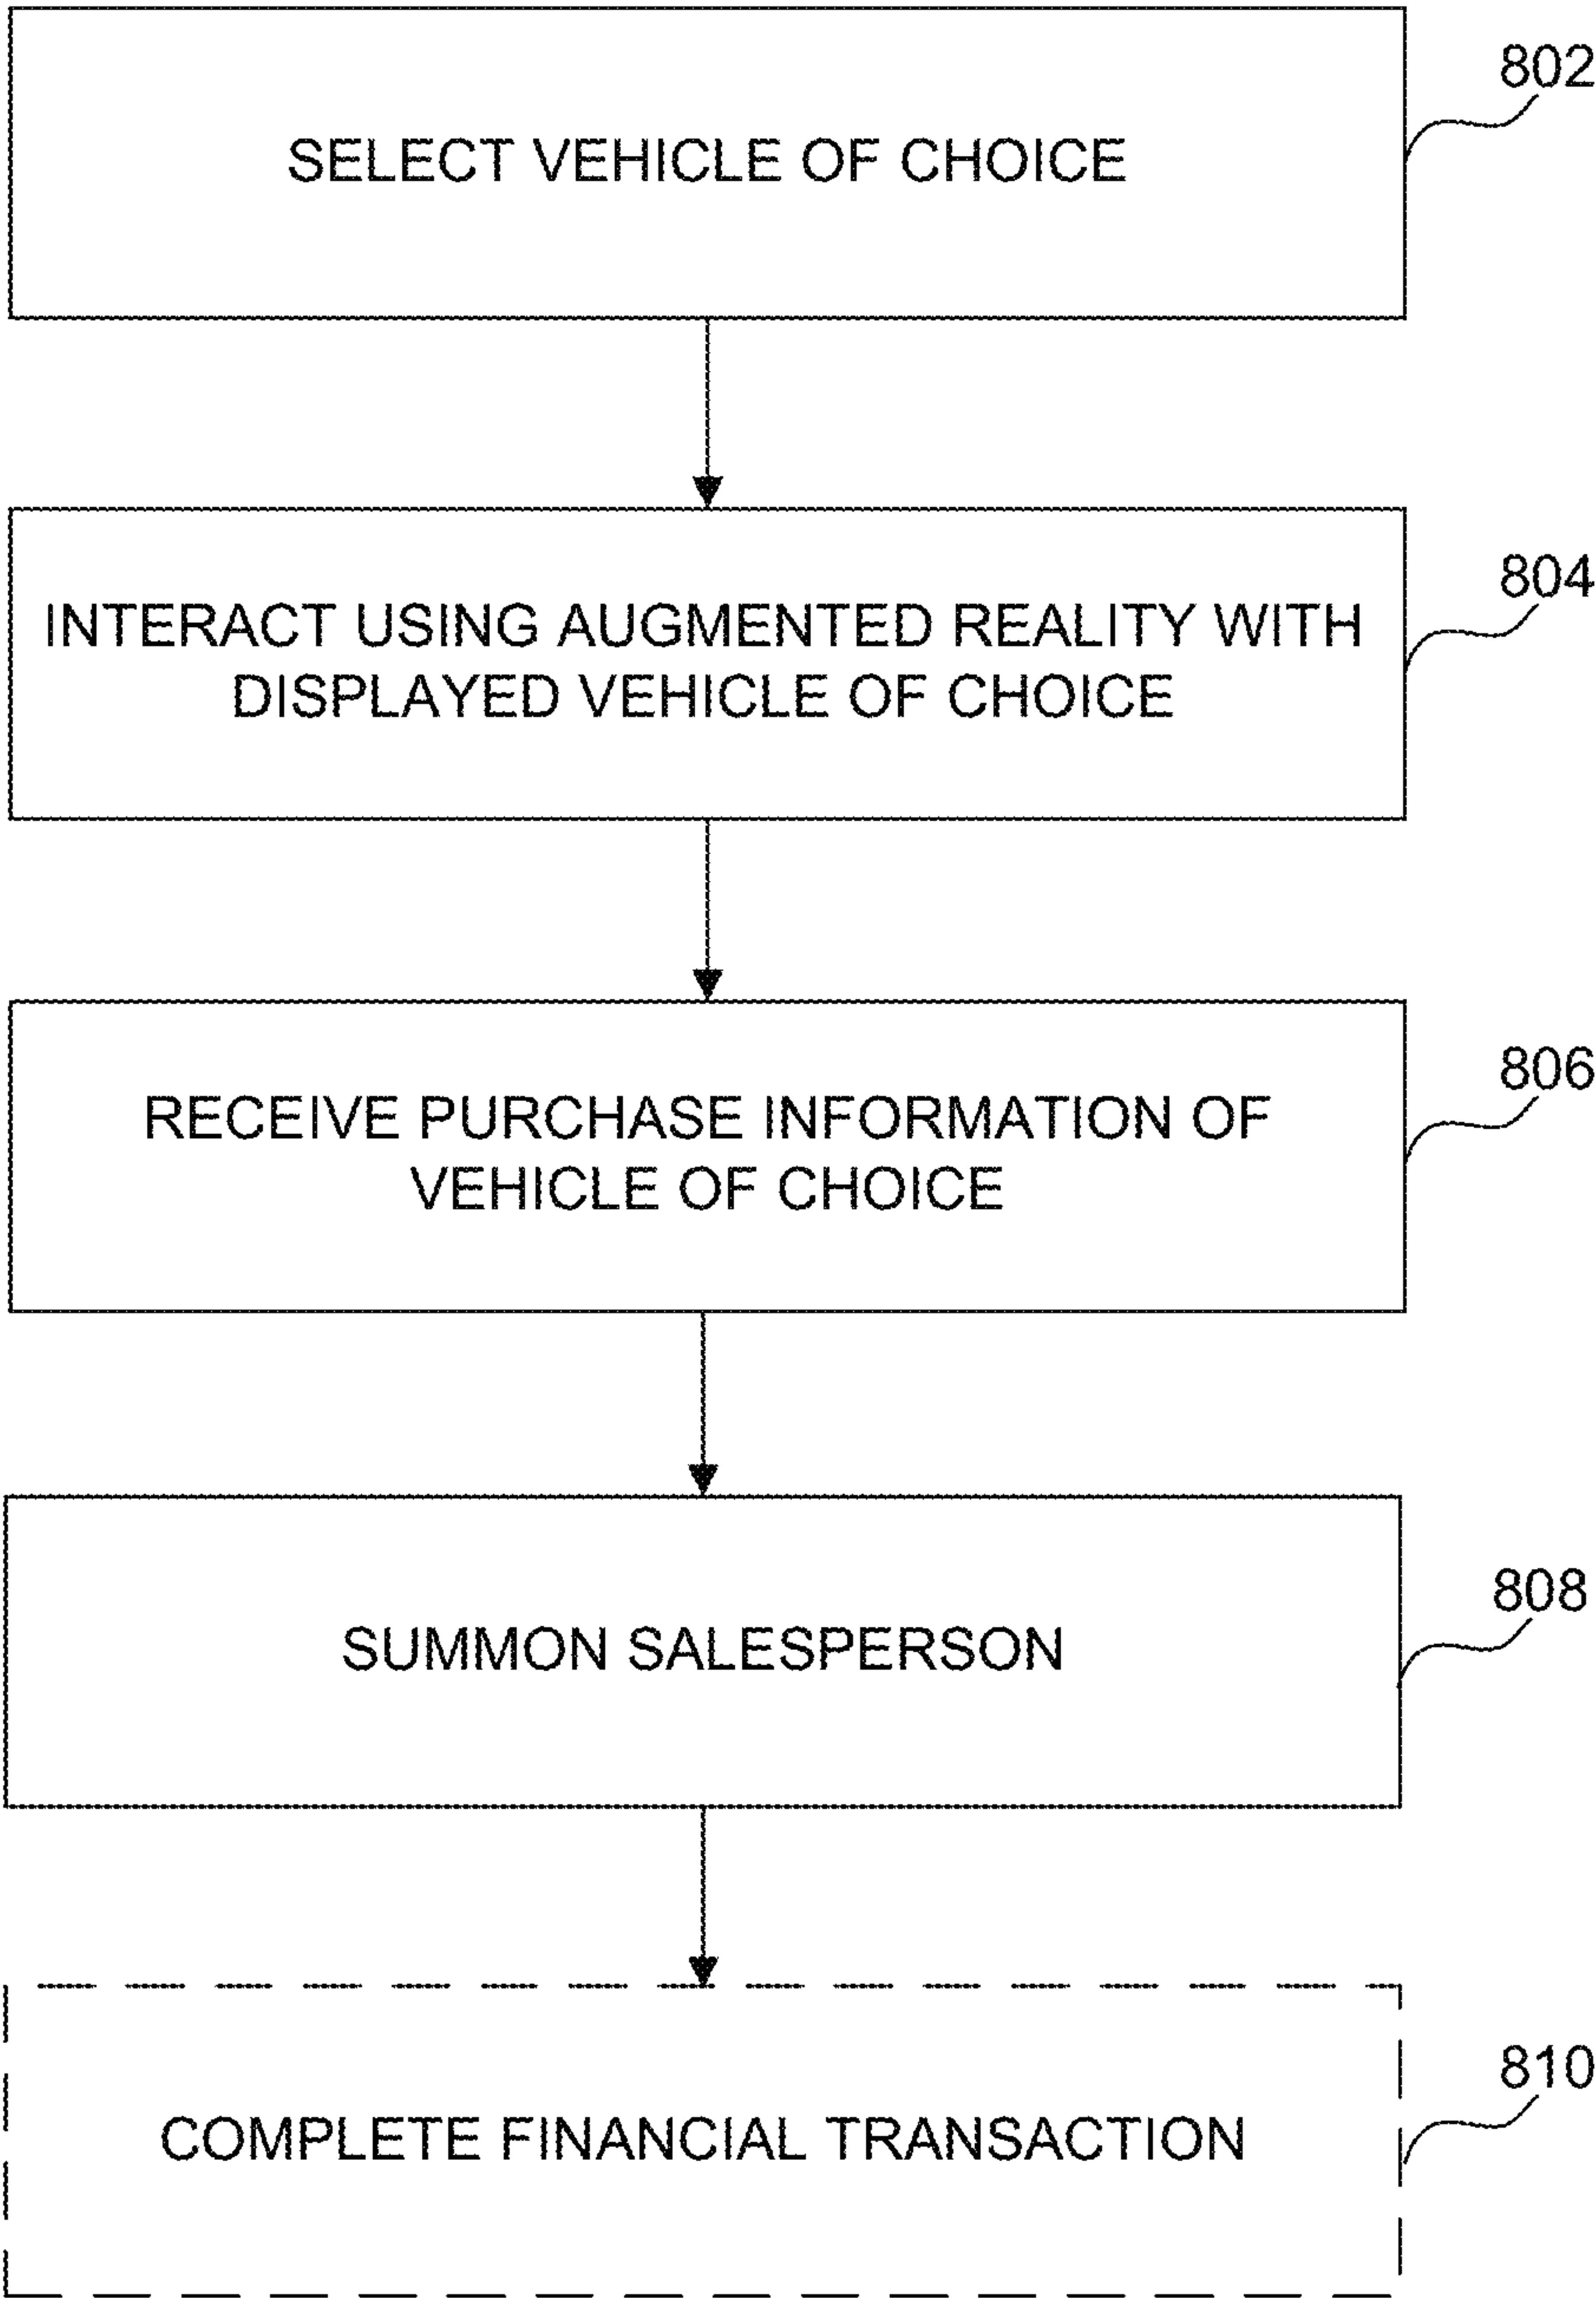 802
SELECT VEHICLE OF CHOICE
804
INTERACT USING AUGMENTED REALITY WITH
DISPLAYED VEHICLE OF CHOICE
806
RECEIVE PURCHASE INFORMATION OF
VEHICLE OF CHOICE
808
SUMMON SALESPERSON
810
COMPLETE FINANCIAL TRANSACTION